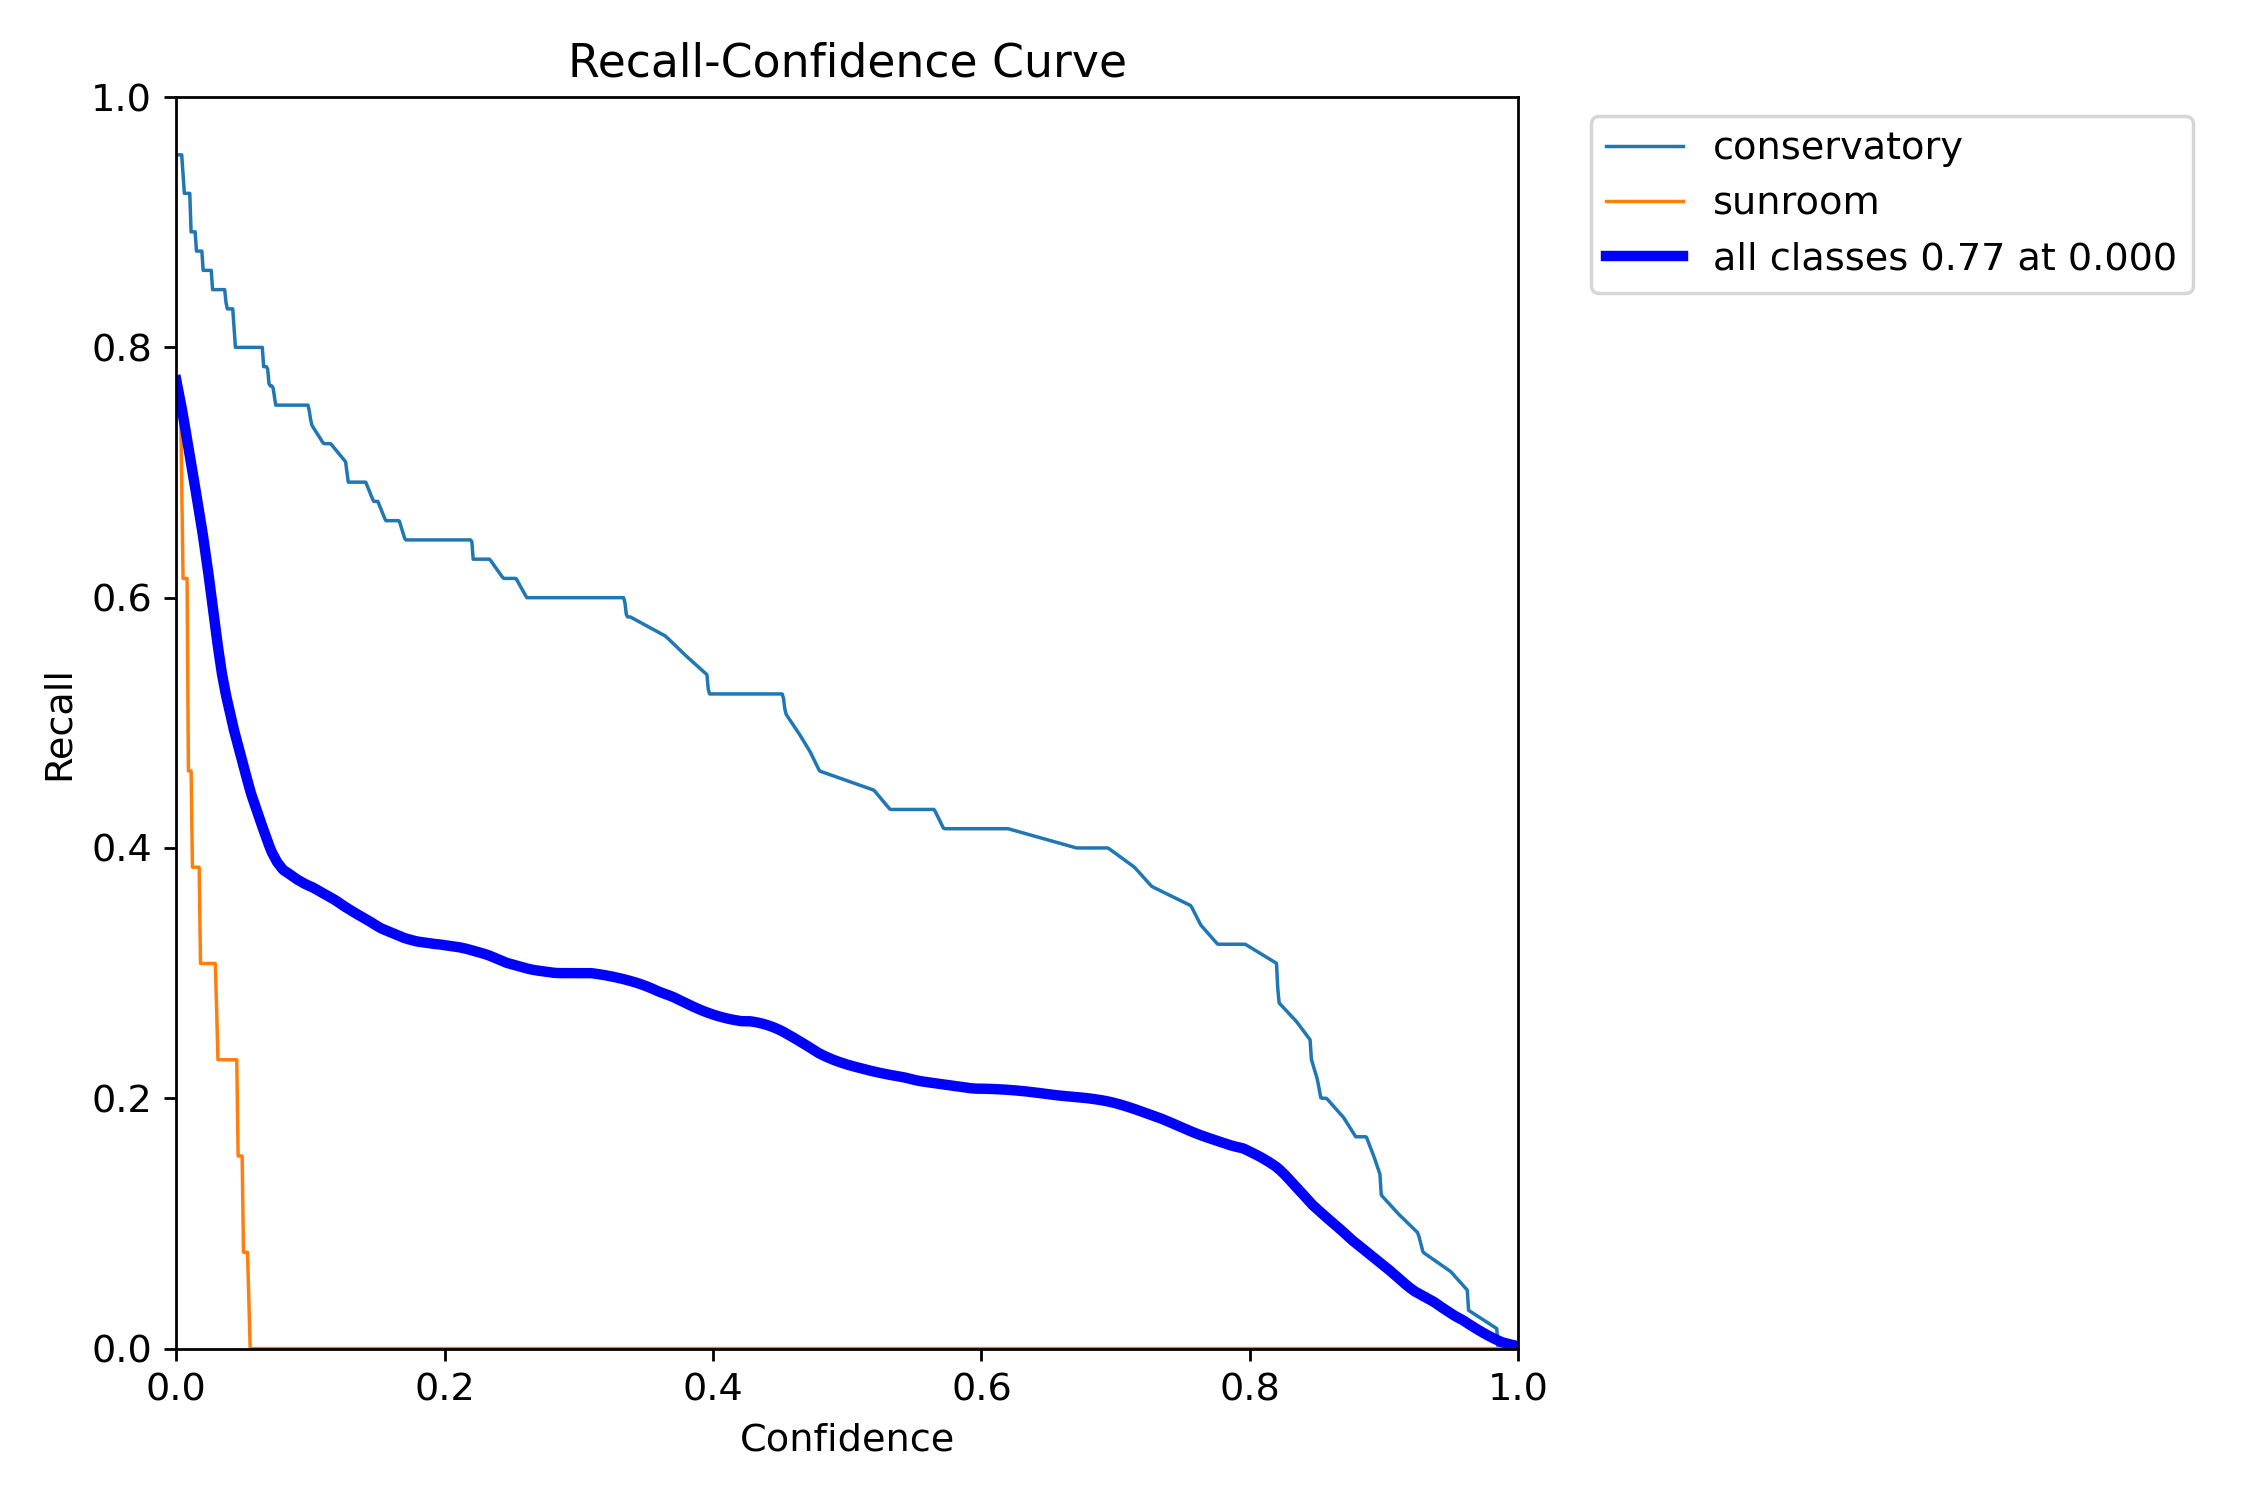 Recall-Confidence Curve
1.0
0.8
0.6
0.4
0.2
0.0
Recall
0.0 0.2 0.4 0.6 0.8 1.0
Confidence
conservatory
sunroom
all classes 0.77 at 0.000